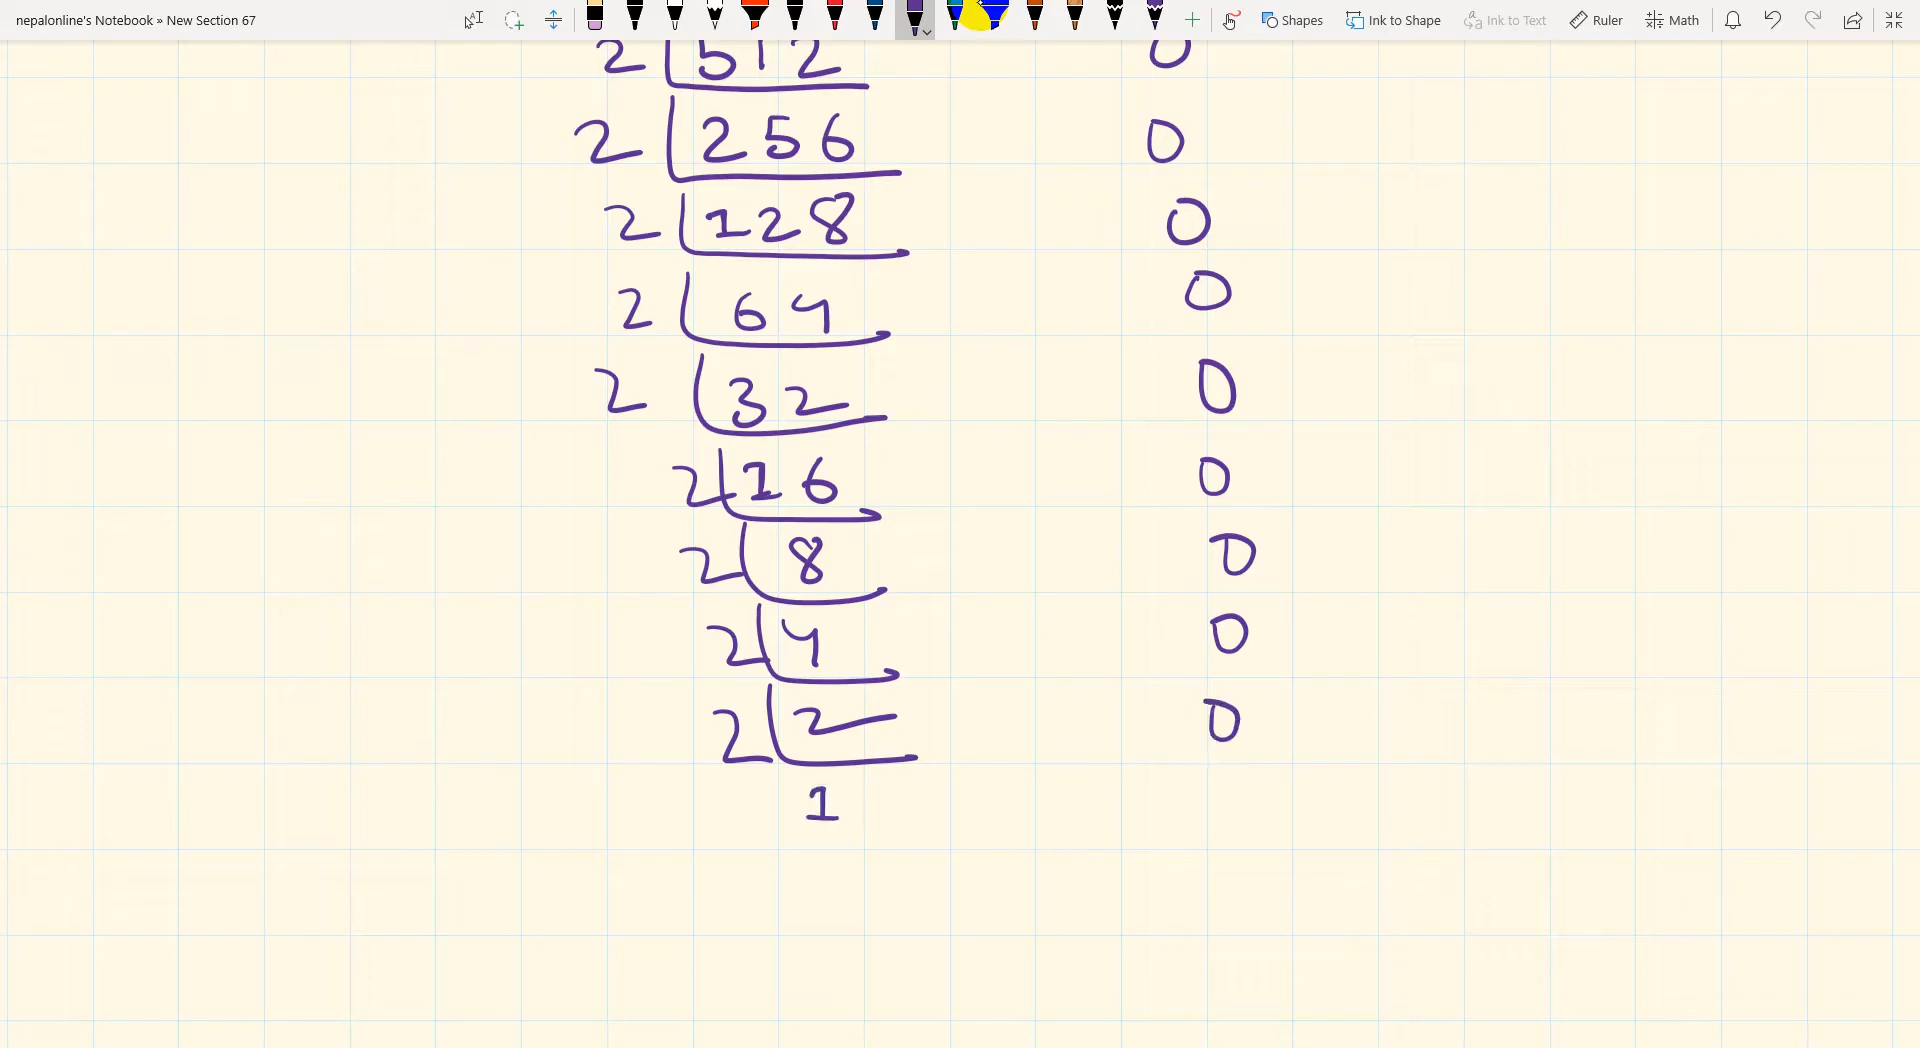 nepalonline's Notebook » New Section 67 Shapes Ink to Shape Ink to Text Ruler Math
2 512 0
2 256 0
2 128 0
2 64 0
2 32 0
2 16 0
2 8 0
2 4 0
2 2 0
1